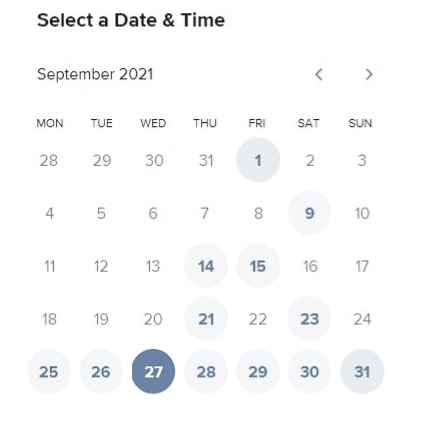 Select a Date & Time
September 2021
MON TUE WED THU FRI SAT SUN
28 29 30 31 1 2 3
4 5 6 7 8 9 10
11 12 13 14 15 16 17
18 19 20 21 22 23 24
25 26 27 28 29 30 31